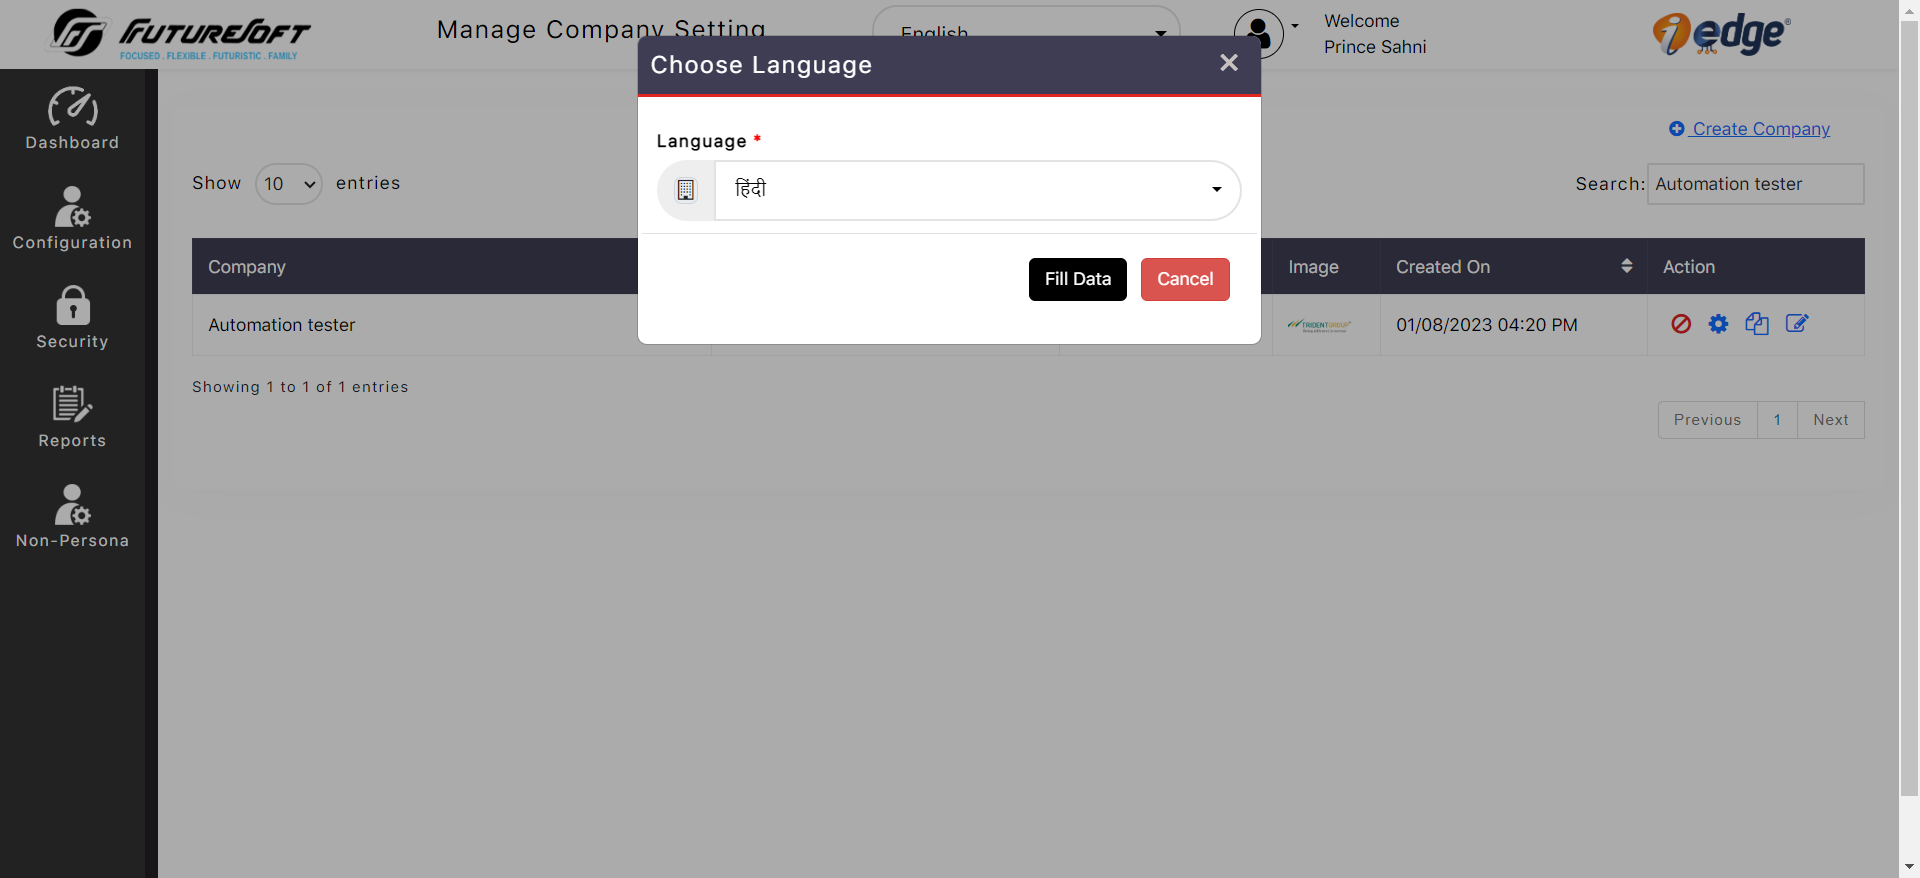 FUTURESOFT
FOCUSED . FLEXIBLE . FUTURISTIC . FAMILY
Manage Company Setting
English
Welcome
Prince Sahni
iedge®
Dashboard
Configuration
Security
Reports
Non-Persona
Choose Language
Language *
हिंदी
Fill Data
Cancel
Create Company
Show 10 entries
Search: Automation tester
Company Image Created On Action
Automation tester TRIDENTGROUP 01/08/2023 04:20 PM
Showing 1 to 1 of 1 entries
Previous 1 Next